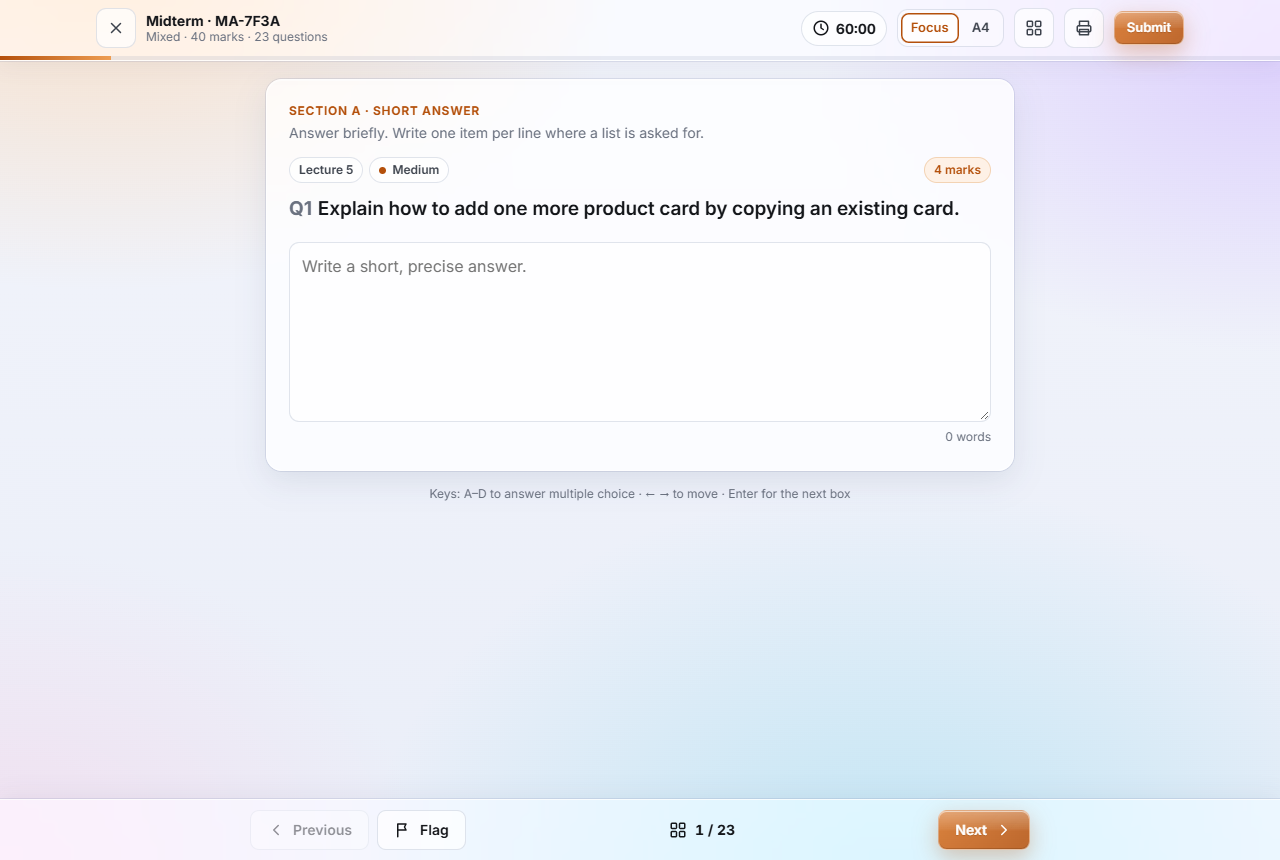 Midterm · MA-7F3A
Mixed · 40 marks · 23 questions
60:00
Focus
A4
Submit
SECTION A · SHORT ANSWER
Answer briefly. Write one item per line where a list is asked for.
Lecture 5
Medium
4 marks
Q1 Explain how to add one more product card by copying an existing card.
Write a short, precise answer.
0 words
Keys: A–D to answer multiple choice · ← → to move · Enter for the next box
Previous
Flag
1 / 23
Next